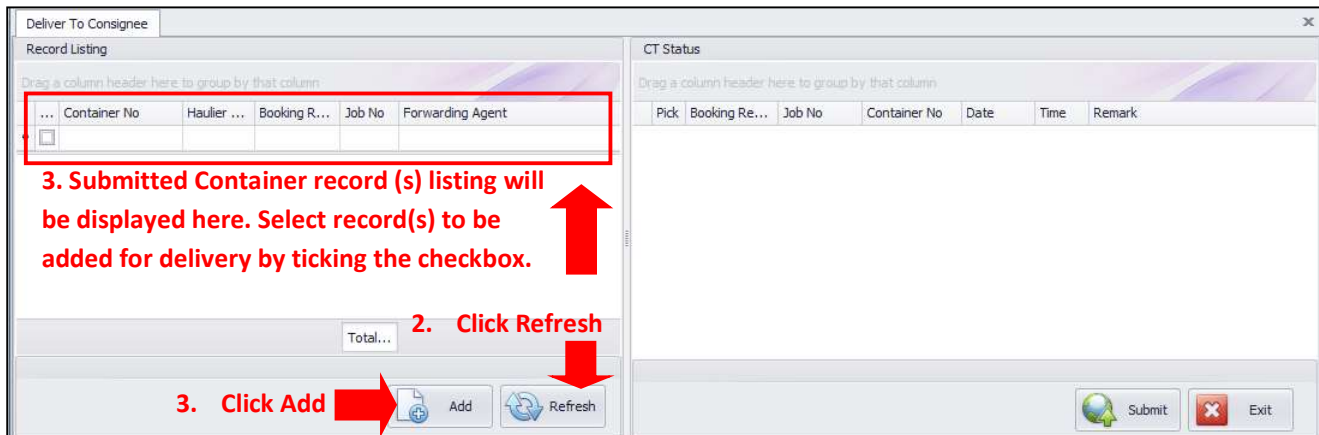 Deliver To Consignee
Record Listing
Drag a column header here to group by that column
... Container No Haulier ... Booking R... Job No Forwarding Agent
3. Submitted Container record (s) listing will
be displayed here. Select record(s) to be
added for delivery by ticking the checkbox.
2. Click Refresh
Total...
3. Click Add
Add
Refresh
CT Status
Drag a column header here to group by that column
Pick Booking Re... Job No Container No Date Time Remark
Submit
Exit